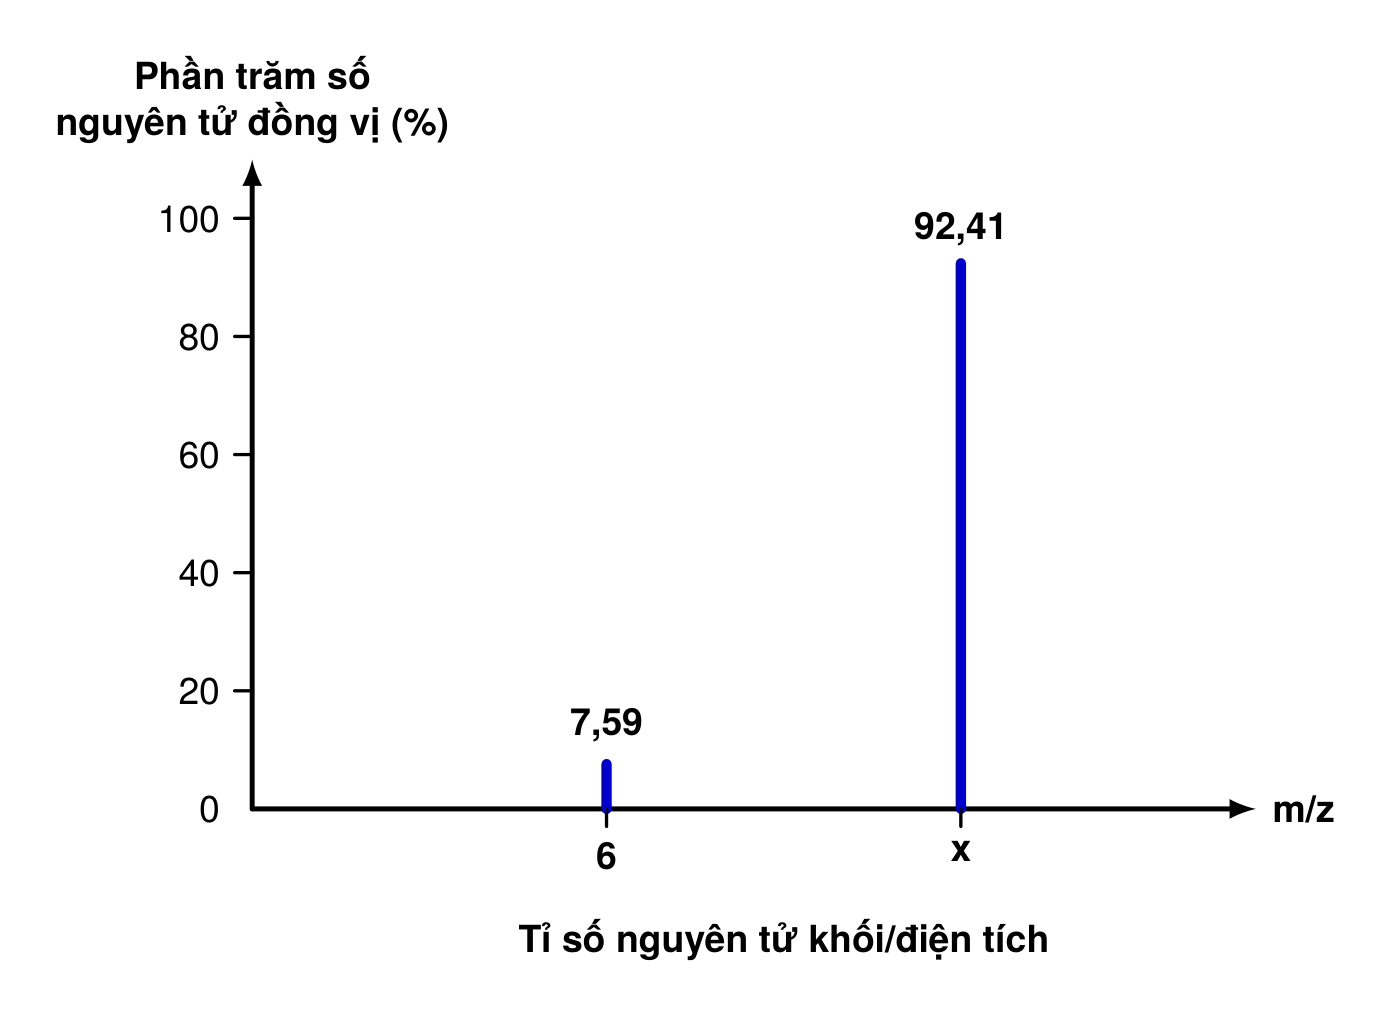 Phần trăm số
nguyên tử đồng vị (%)
100
80
60
40
20
0
92,41
7,59
6
x
m/z
Tỉ số nguyên tử khối/điện tích